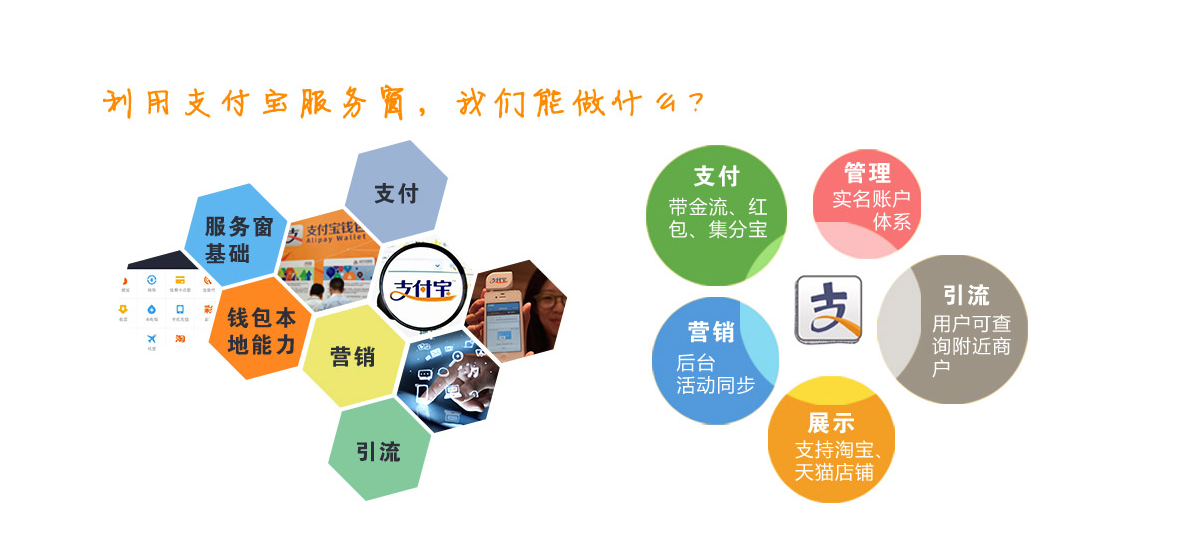 利用支付宝服务窗，我们能做什么？
支付
服务窗
基础
支付宝钱包
Alipay Wallet
支付宝
支付宝
钱包本
地能力
营销
引流
支付
带金流、红
包、集分宝
管理
实名账户
体系
支
引流
用户可查
询附近商
户
营销
后台
活动同步
展示
支持淘宝、
天猫店铺